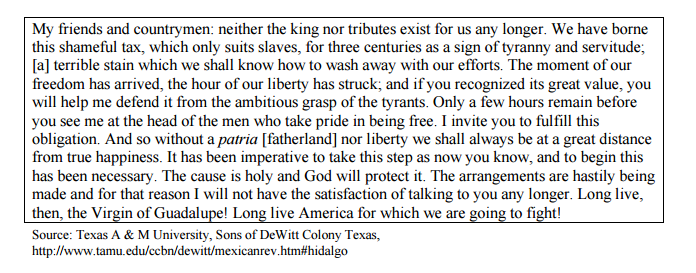 My friends and countrymen: neither the king nor tributes exist for us any longer. We have borne
this shameful tax, which only suits slaves, for three centuries as a sign of tyranny and servitude;
[a] terrible stain which we shall know how to wash away with our efforts. The moment of our
freedom has arrived, the hour of our liberty has struck; and if you recognized its great value, you
will help me defend it from the ambitious grasp of the tyrants. Only a few hours remain before
you see me at the head of the men who take pride in being free. I invite you to fulfill this
obligation. And so without a patria [fatherland] nor liberty we shall always be at a great distance
from true happiness. It has been imperative to take this step as now you know, and to begin this
has been necessary. The cause is holy and God will protect it. The arrangements are hastily being
made and for that reason I will not have the satisfaction of talking to you any longer. Long live,
then, the Virgin of Guadalupe! Long live America for which we are going to fight!
Source: Texas A & M University, Sons of DeWitt Colony Texas,
http://www.tamu.edu/ccbn/dewitt/mexicanrev.htm#hidalgo